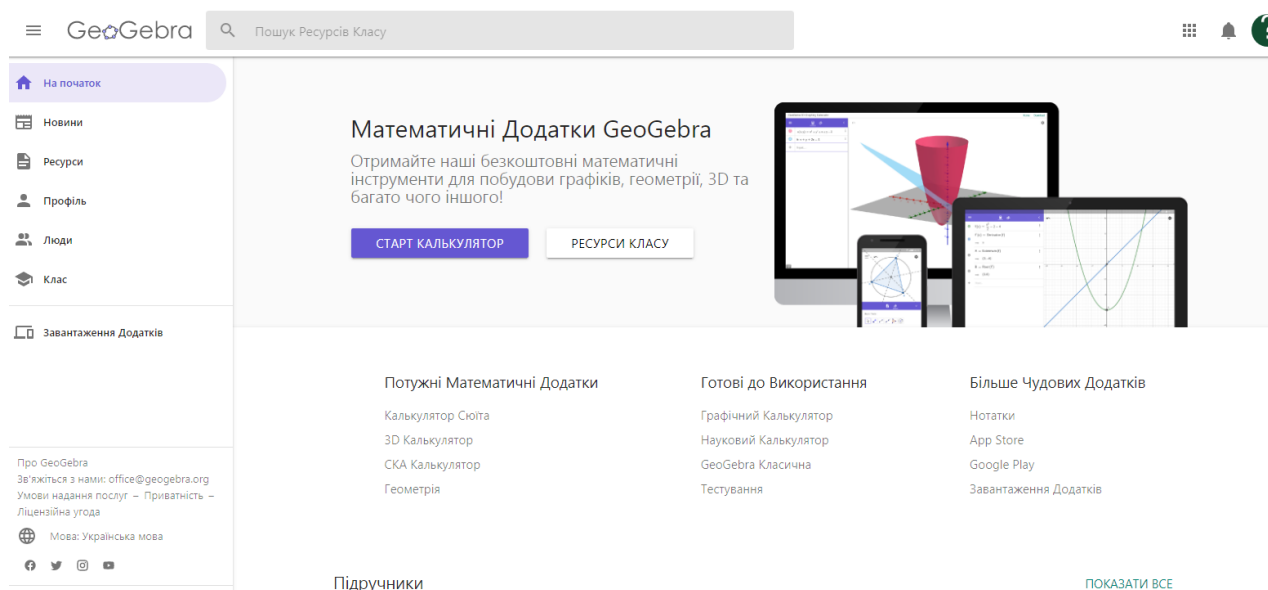 GeoGebra
Пошук Ресурсів Класу
На початок
Новини
Ресурси
Профіль
Люди
Клас
Завантаження Додатків
Про GeoGebra
Зв'яжіться з нами: office@geogebra.org
Умови надання послуг – Приватність –
Ліцензійна угода
Мова: Українська мова
Математичні Додатки GeoGebra
Отримайте наші безкоштовні математичні
інструменти для побудови графіків, геометрії, 3D та
багато чого іншого!
СТАРТ КАЛЬКУЛЯТОР
РЕСУРСИ КЛАСУ
Потужні Математичні Додатки
Калькулятор Сюїта
3D Калькулятор
СКА Калькулятор
Геометрія
Готові до Використання
Графічний Калькулятор
Науковий Калькулятор
GeoGebra Класична
Тестування
Більше Чудових Додатків
Нотатки
App Store
Google Play
Завантаження Додатків
Підручники
ПОКАЗАТИ ВСЕ